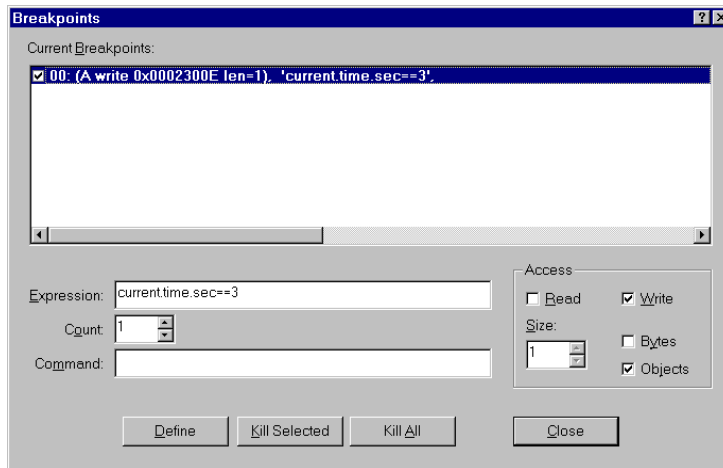 Breakpoints
Current Breakpoints:
00: (A write 0x0002300E len=1), 'current.time.sec==3',
Access
Expression: current.time.sec==3
Read Write
Count: 1
Size:
1
Bytes
Command:
Objects
Define Kill Selected Kill All Close